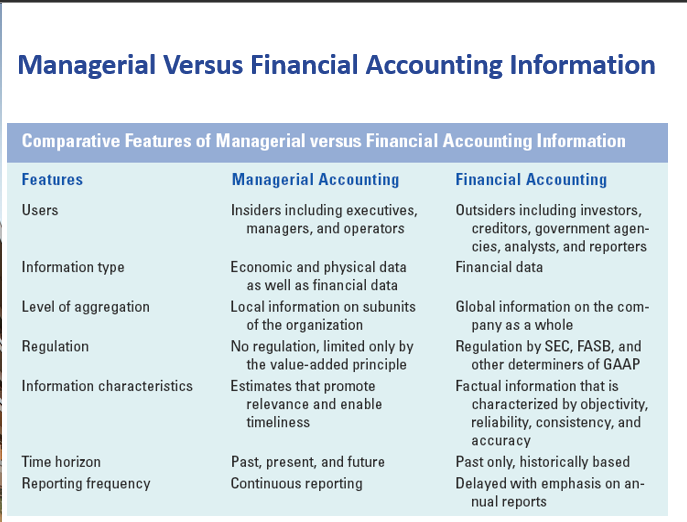 Managerial Versus Financial Accounting Information
Comparative Features of Managerial versus Financial Accounting Information
Features Managerial Accounting Financial Accounting
Users Insiders including executives, Outsiders including investors,
managers, and operators creditors, government agen-
cies, analysts, and reporters
Information type Economic and physical data Financial data
as well as financial data
Level of aggregation Local information on subunits Global information on the com-
of the organization pany as a whole
Regulation No regulation, limited only by Regulation by SEC, FASB, and
the value-added principle other determiners of GAAP
Information characteristics Estimates that promote Factual information that is
relevance and enable characterized by objectivity,
timeliness reliability, consistency, and
accuracy
Time horizon Past, present, and future Past only, historically based
Reporting frequency Continuous reporting Delayed with emphasis on an-
nual reports